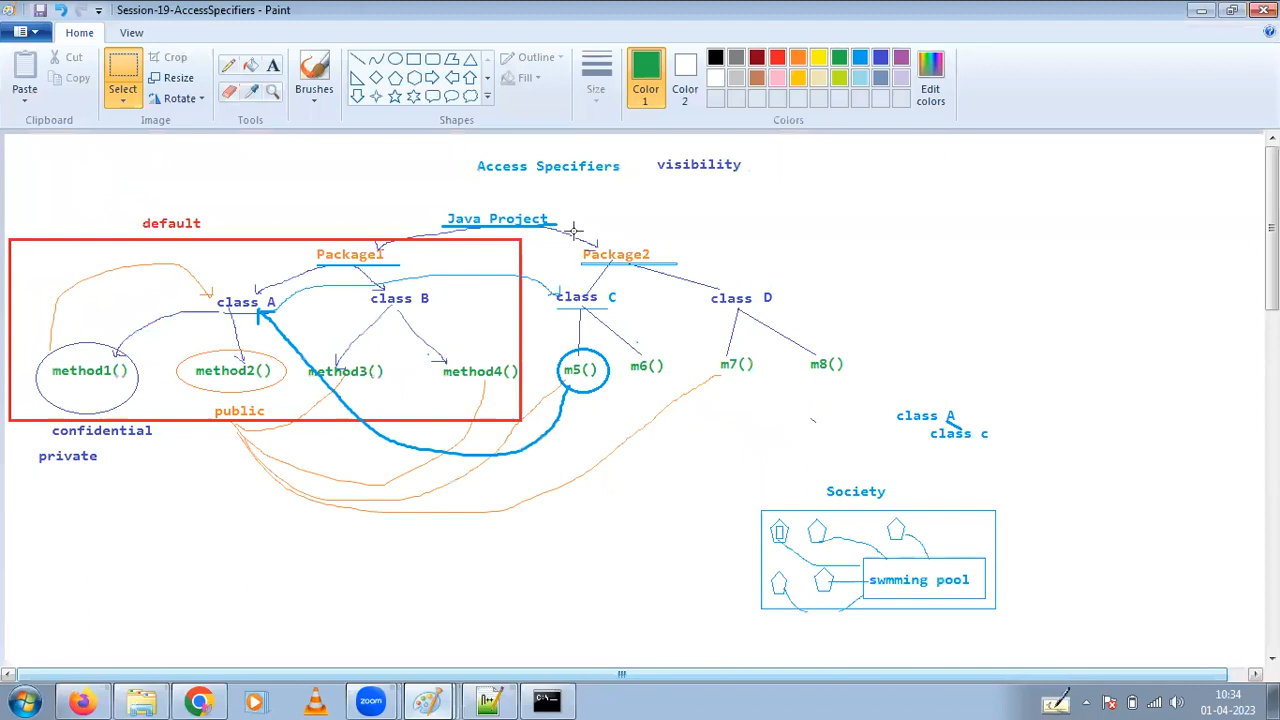 Session-19-AccessSpecifiers - Paint
Home
View
Paste
Cut
Copy
Clipboard
Select
Crop
Resize
Rotate
Image
Tools
Brushes
Shapes
Outline
Fill
Size
Color 1
Color 2
Edit colors
Colors
Access Specifiers visibility
Java Project
default
Package1 Package2
class A class B class C class D
method1() method2() method3() method4() m5() m6() m7() m8()
public
confidential
private
class A
class c
Society
swmming pool
zoom
10:34
01-04-2023